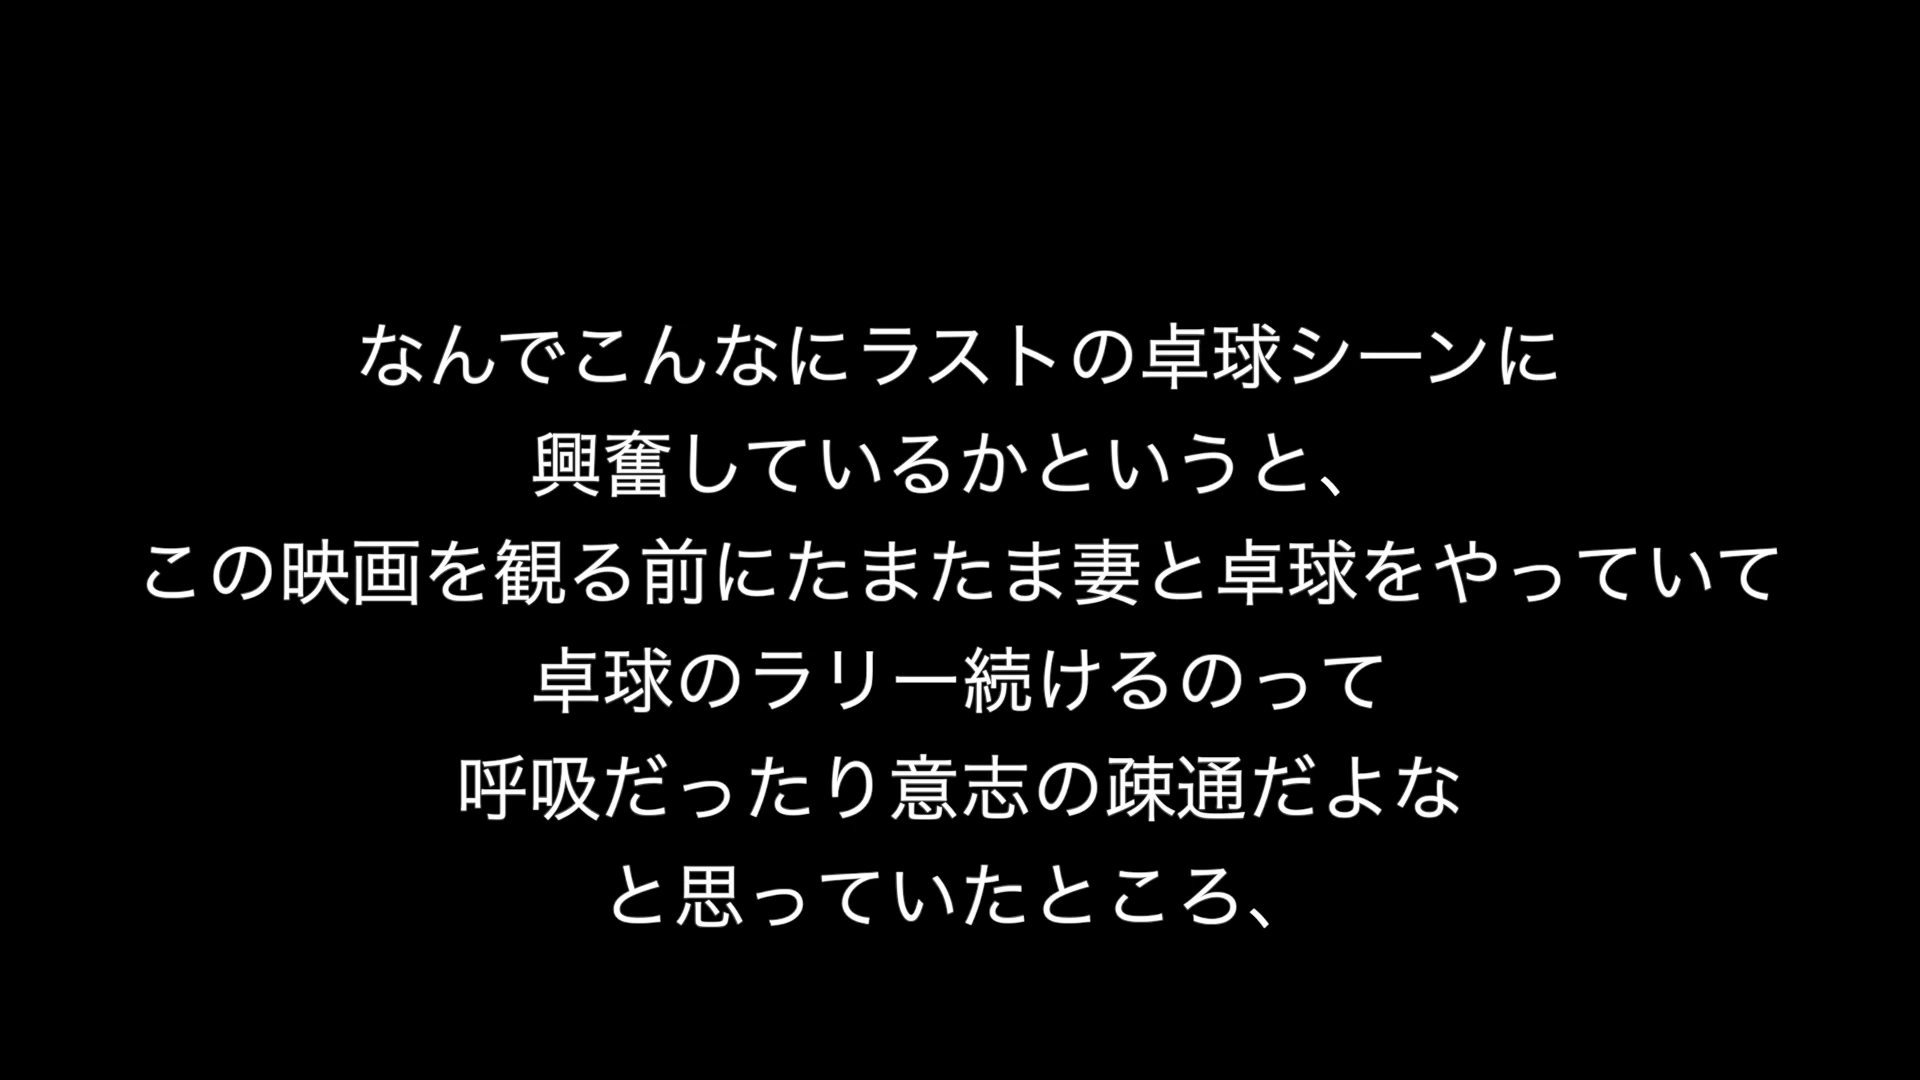 なんでこんなにラストの卓球シーンに
興奮しているかというと、
この映画を観る前にたまたま妻と卓球をやっていて
卓球のラリー続けるのって
呼吸だったり意志の疎通だよな
と思っていたところ、